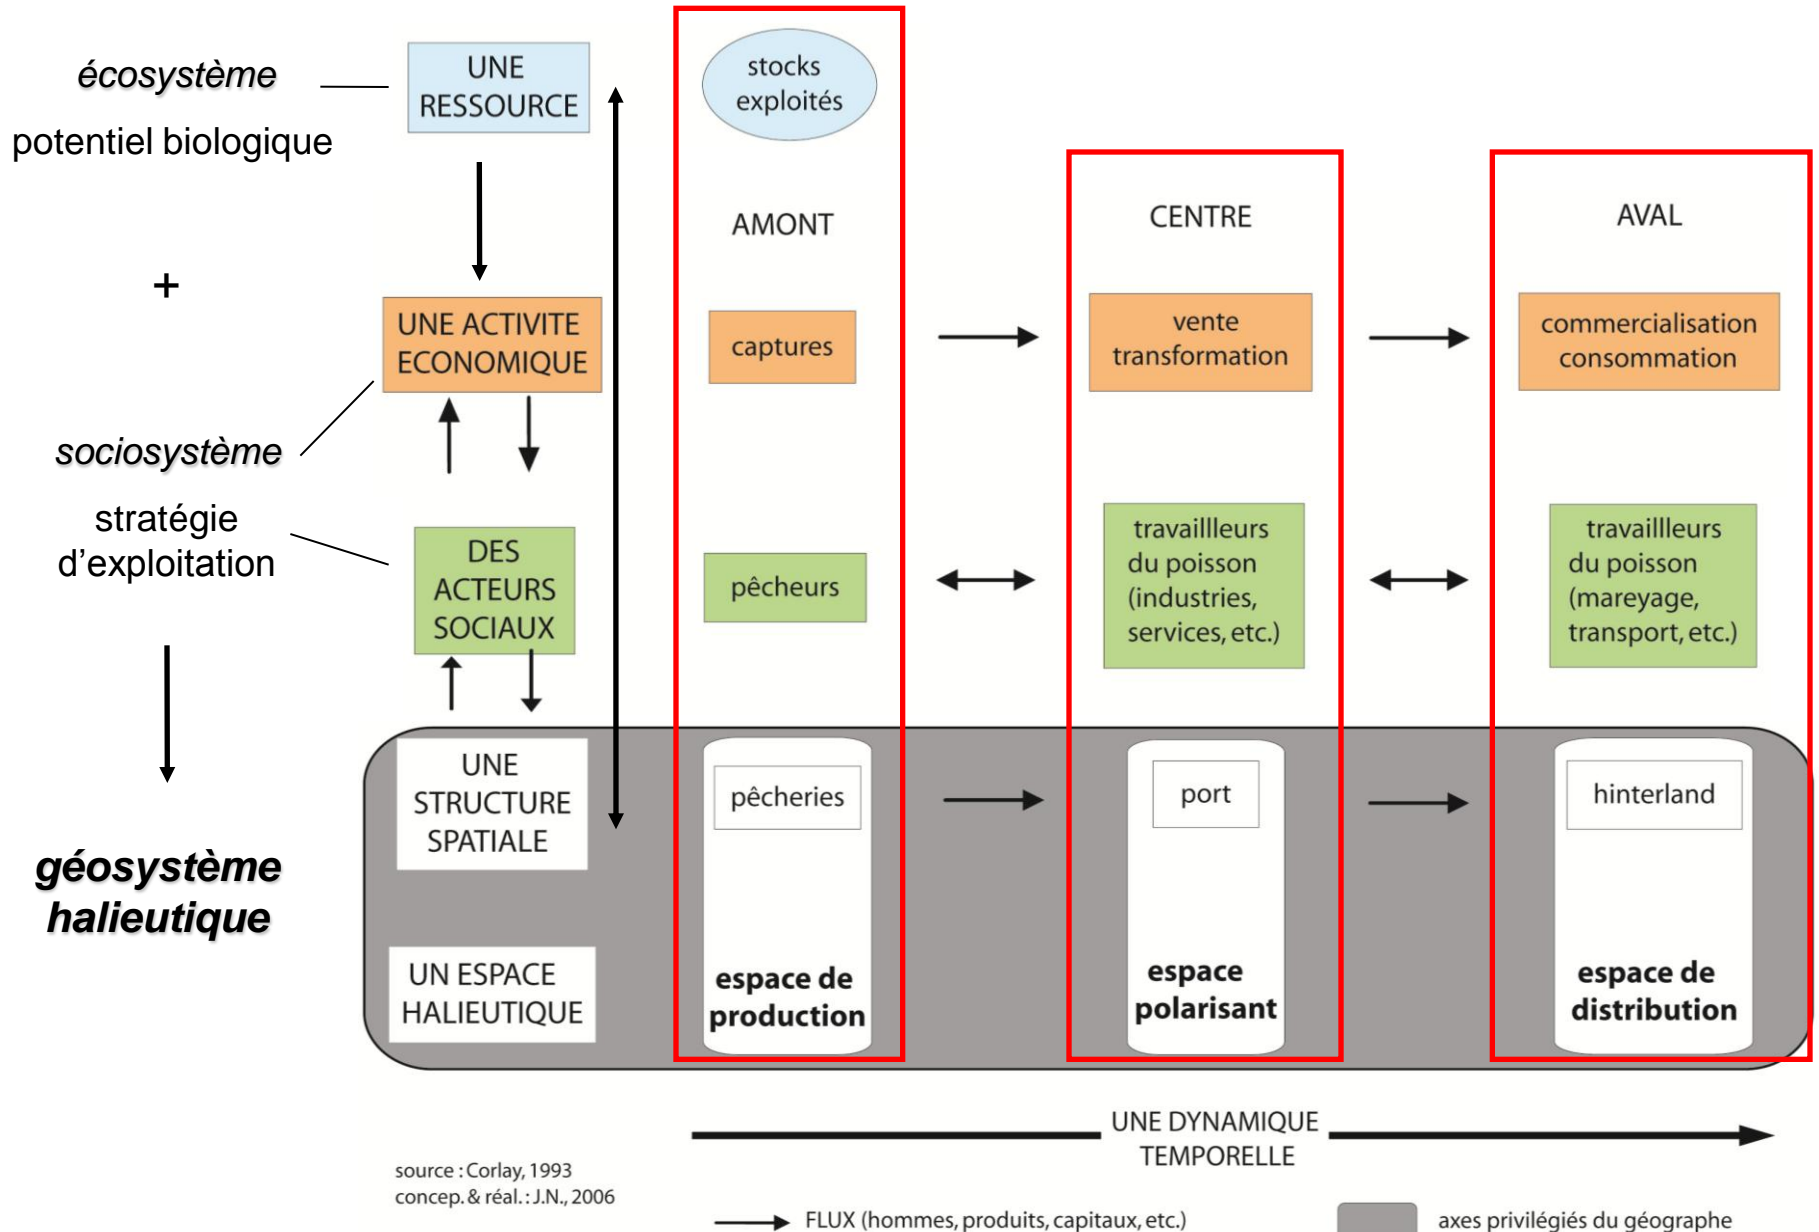 écosystème
potentiel biologique
+
sociosystème
stratégie
d'exploitation
géosystème
halieutique
UNE
RESSOURCE
UNE ACTIVITE
ECONOMIQUE
DES
ACTEURS
SOCIAUX
UNE
STRUCTURE
SPATIALE
UN ESPACE
HALIEUTIQUE
stocks
exploités
AMONT
captures
pêcheurs
pêcheries
espace de
production
CENTRE
vente
transformation
travaillleurs
du poisson
(industries,
services, etc.)
port
espace
polarisant
AVAL
commercialisation
consommation
travaillleurs
du poisson
(mareyage,
transport, etc.)
hinterland
espace de
distribution
UNE DYNAMIQUE
TEMPORELLE
source : Corlay, 1993
concep. & réal. : J.N., 2006
FLUX (hommes, produits, capitaux, etc.)
axes privilégiés du géographe